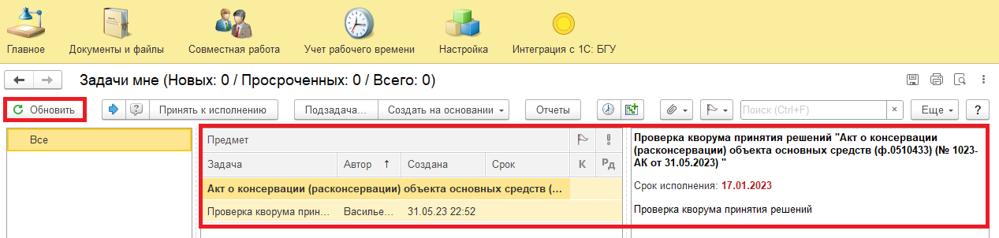 Главное Документы и файлы Совместная работа Учет рабочего времени Настройка Интеграция с 1С: БГУ
Задачи мне (Новых: 0 / Просроченных: 0 / Всего: 0)
Обновить Принять к исполнению Подзадача... Создать на основании Отчеты Поиск (Ctrl+F) × Еще ?
Все
Предмет
Задача Автор ↑ Создана Срок К Рд
Акт о консервации (расконсервации) объекта основных средств (...
Проверка кворума прин... Василье... 31.05.23 22:52
Проверка кворума принятия решений "Акт о консервации
(расконсервации) объекта основных средств (ф.0510433) (№ 1023-
АК от 31.05.2023) "
Срок исполнения: 17.01.2023
Проверка кворума принятия решений